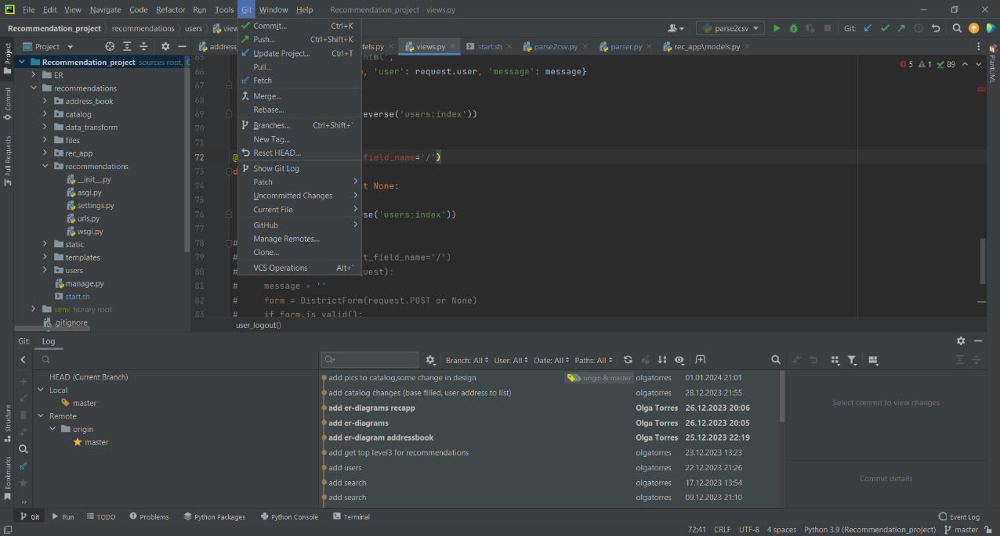 File Edit View Navigate Code Refactor Run Tools Git Window Help Recommendation_project - views.py
Recommendation_project recommendations users view parse2csv Git:
Project
address_ dels.py views.py start.sh parse2csv.py parser.py rec_app\models.py
Commit... Ctrl+K
Push... Ctrl+Shift+K
Update Project... Ctrl+T
Pull...
Fetch
Merge...
Rebase...
Branches... Ctrl+Shift+`
New Tag...
Reset HEAD...
Show Git Log
Patch
Uncommitted Changes
Current File
GitHub
Manage Remotes...
Clone...
VCS Operations Alt+`
Project
Commit
Pull Requests
Structure
Bookmarks
PlantUML
Recommendation_project sources root,
ER
recommendations
address_book
catalog
data_transform
files
rec_app
recommendations
__init__.py
asgi.py
settings.py
urls.py
wsgi.py
static
templates
users
manage.py
start.sh
venv library root
.gitignore
5 1 89
65 html',
66 , 'user': request.user, 'message': message}
67
68
69 everse('users:index'))
70
71
72 @ field_name='/')
73 d
74 t None:
75
76 se('users:index'))
77
78 #
79 # t_field_name='/')
80 # quest):
81 # message = ''
82 # form = DistrictForm(request.POST or None)
83 # if form.is_valid():
user_logout()
Git: Log
Branch: All User: All Date: All Paths: All
HEAD (Current Branch)
Local
master
Remote
origin
master
add pics to catalog,some change in design origin & master olgatorres 01.01.2024 21:01
add catalog changes (base filled, user address to list) olgatorres 28.12.2023 21:55
add er-diagrams recapp Olga Torres 26.12.2023 20:06
add er-diagrams Olga Torres 26.12.2023 20:05
add er-diagram addressbook Olga Torres 25.12.2023 22:19
add get top level3 for recommendations olgatorres 23.12.2023 13:23
add users olgatorres 22.12.2023 21:26
add search olgatorres 17.12.2023 13:54
add search olgatorres 09.12.2023 21:10
Select commit to view changes
Commit details
Git Run TODO Problems Python Packages Python Console Terminal Event Log
72:41 CRLF UTF-8 4 spaces Python 3.9 (Recommendation_project) master